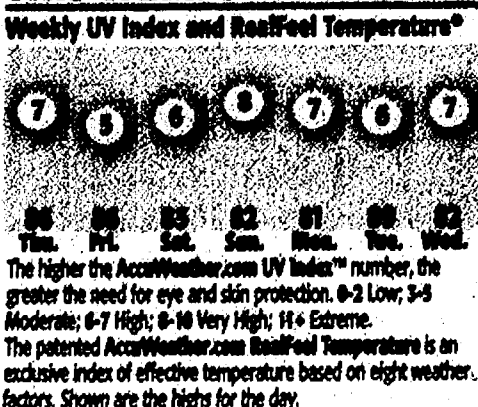 Weekly UV Index and RealFeel Temperature®
7 5 6 8 7 6 7
83 82 81
Thu. Fri. Sat. Sun. Mon. Tue. Wed.
The higher the AccuWeather.com UV Index™ number, the
greater the need for eye and skin protection. 0-2 Low; 3-5
Moderate; 6-7 High; 8-10 Very High; 11+ Extreme.
The patented AccuWeather.com RealFeel Temperature is an
exclusive index of effective temperature based on eight weather
factors. Shown are the highs for the day.